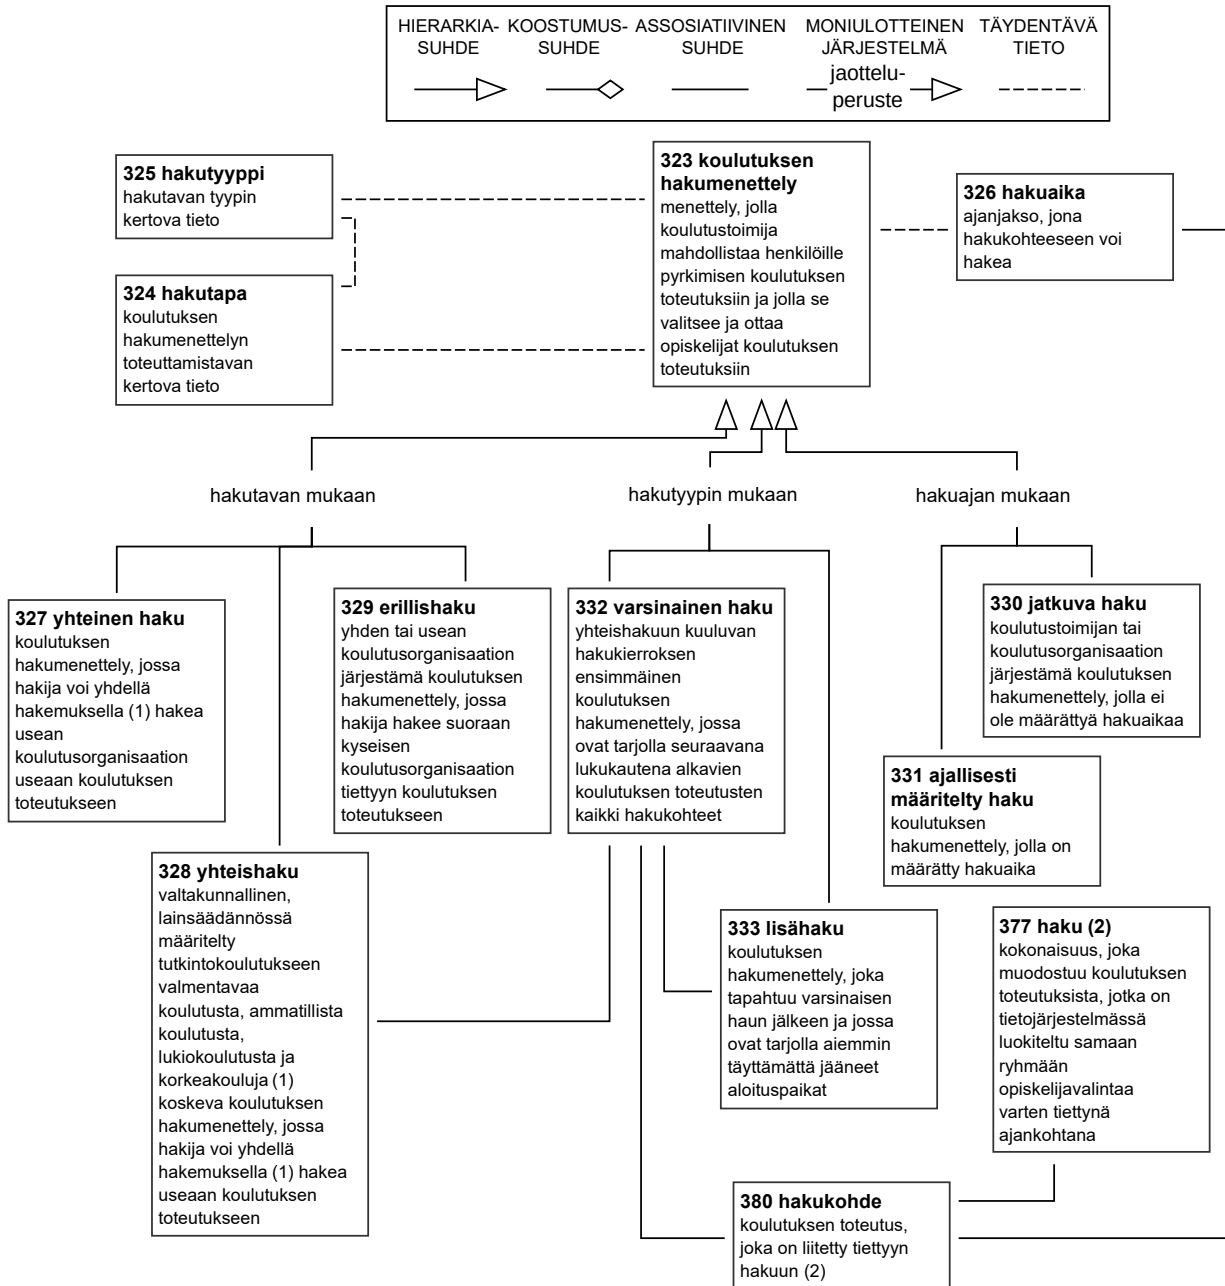 HIERARKIA-
SUHDE
KOOSTUMUS-
SUHDE
ASSOSIATIIVINEN
SUHDE
MONIULOTTEINEN
JÄRJESTELMÄ
jaottelu-
peruste
TÄYDENTÄVÄ
TIETO
325 hakutyyppi
hakutavan tyypin
kertova tieto
324 hakutapa
koulutuksen
hakumenettelyn
toteuttamistavan
kertova tieto
323 koulutuksen
hakumenettely
menettely, jolla
koulutustoimija
mahdollistaa henkilöille
pyrkimisen koulutuksen
toteutuksiin ja jolla se
valitsee ja ottaa
opiskelijat koulutuksen
toteutuksiin
326 hakuaika
ajanjakso, jona
hakukohteeseen voi
hakea
hakutavan mukaan
hakutyypin mukaan
hakuajan mukaan
327 yhteinen haku
koulutuksen
hakumenettely, jossa
hakija voi yhdellä
hakemuksella (1) hakea
usean
koulutusorganisaation
useaan koulutuksen
toteutukseen
329 erillishaku
yhden tai usean
koulutusorganisaation
järjestämä koulutuksen
hakumenettely, jossa
hakija hakee suoraan
kyseisen
koulutusorganisaation
tiettyyn koulutuksen
toteutukseen
332 varsinainen haku
yhteishakuun kuuluvan
hakukierroksen
ensimmäinen
koulutuksen
hakumenettely, jossa
ovat tarjolla seuraavana
lukukautena alkavien
koulutuksen toteutusten
kaikki hakukohteet
330 jatkuva haku
koulutustoimijan tai
koulutusorganisaation
järjestämä koulutuksen
hakumenettely, jolla ei
ole määrättyä hakuaikaa
331 ajallisesti
määritelty haku
koulutuksen
hakumenettely, jolla on
määrätty hakuaika
328 yhteishaku
valtakunnallinen,
lainsäädännössä
määritelty
tutkintokoulutukseen
valmentavaa
koulutusta, ammatillista
koulutusta,
lukiokoulutusta ja
korkeakouluja (1)
koskeva koulutuksen
hakumenettely, jossa
hakija voi yhdellä
hakemuksella (1) hakea
useaan koulutuksen
toteutukseen
333 lisähaku
koulutuksen
hakumenettely, joka
tapahtuu varsinaisen
haun jälkeen ja jossa
ovat tarjolla aiemmin
täyttämättä jääneet
aloituspaikat
377 haku (2)
kokonaisuus, joka
muodostuu koulutuksen
toteutuksista, jotka on
tietojärjestelmässä
luokiteltu samaan
ryhmään
opiskelijavalintaa
varten tiettynä
ajankohtana
380 hakukohde
koulutuksen toteutus,
joka on liitetty tiettyyn
hakuun (2)